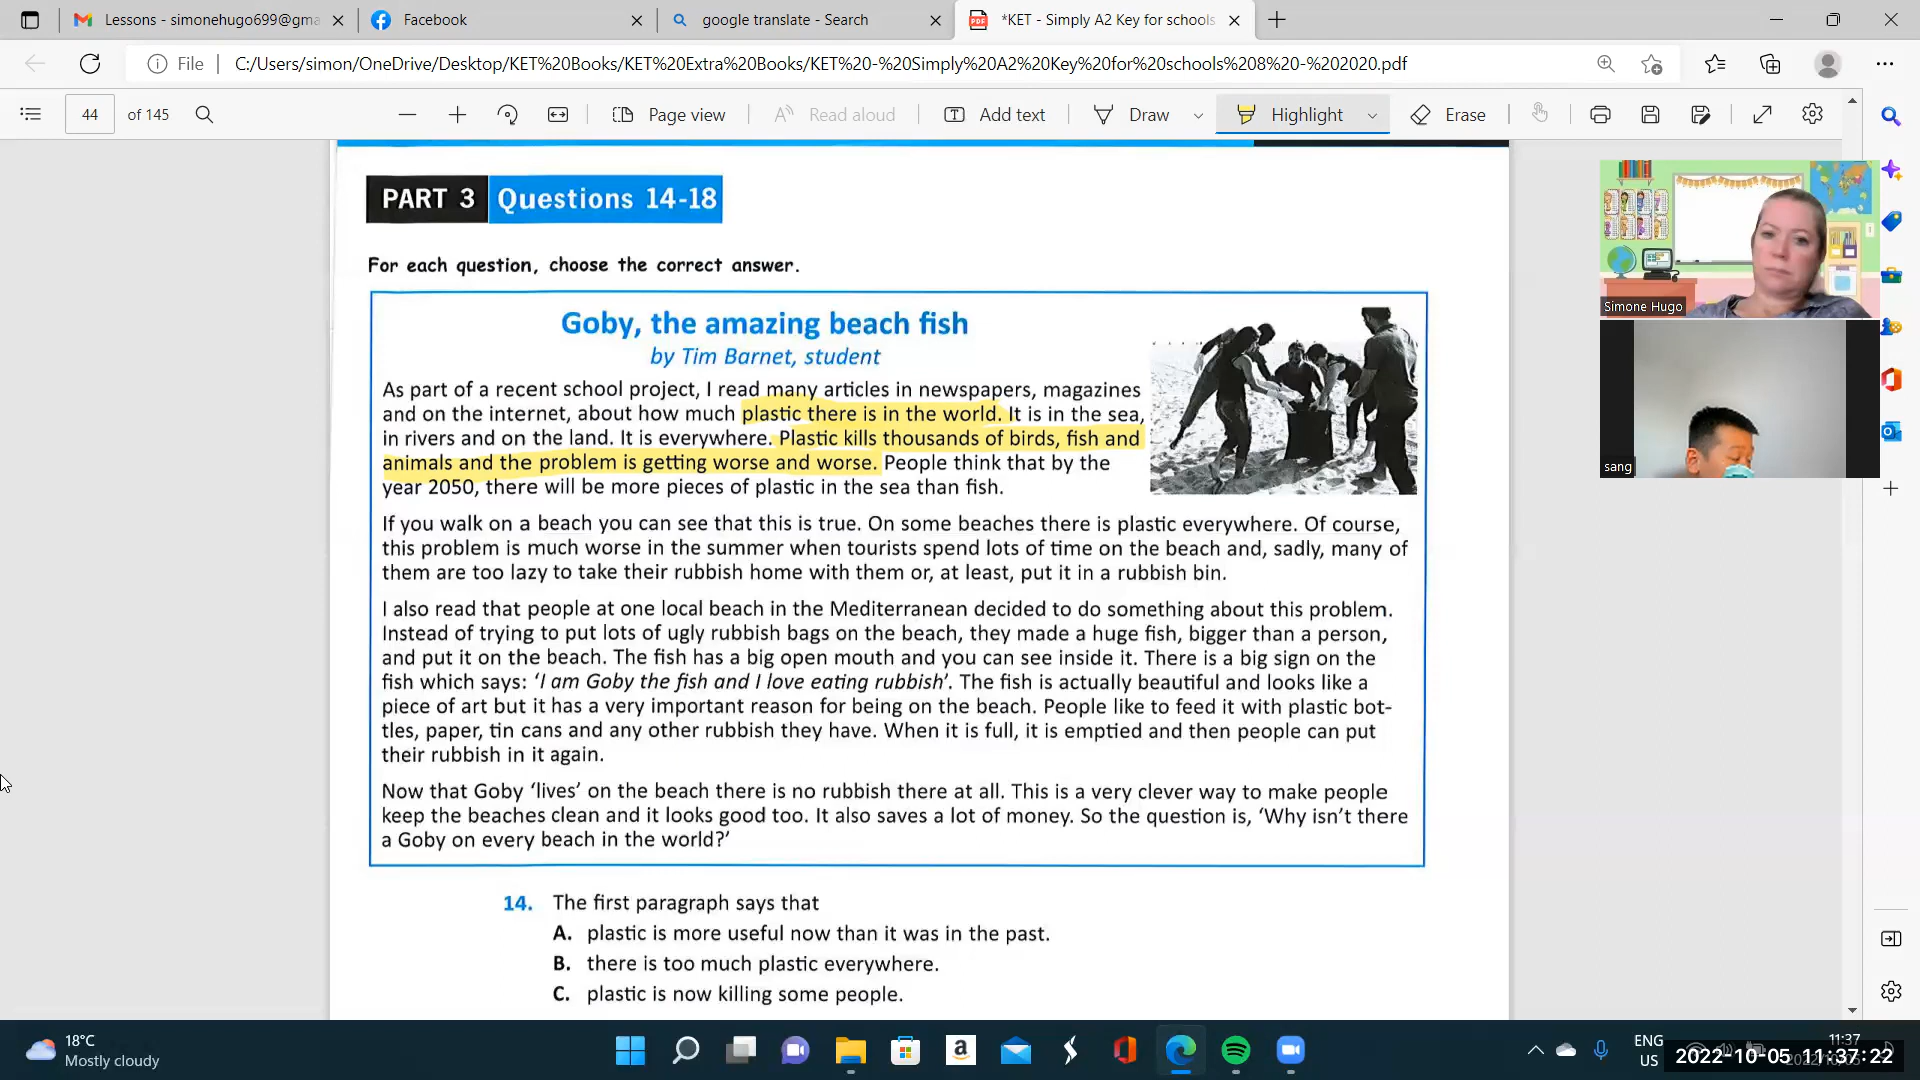 Lessons - simonehugo699@gma
Facebook
google translate - Search
*KET - Simply A2 Key for schools
File
C:/Users/simon/OneDrive/Desktop/KET%20Books/KET%20Extra%20Books/KET%20-%20Simply%20A2%20Key%20for%20schools%208%20-%202020.pdf
44 of 145
Page view
Read aloud
Add text
Draw
Highlight
Erase
PART 3 Questions 14-18
For each question, choose the correct answer.
Goby, the amazing beach fish
by Tim Barnet, student
As part of a recent school project, I read many articles in newspapers, magazines
and on the internet, about how much plastic there is in the world. It is in the sea,
in rivers and on the land. It is everywhere. Plastic kills thousands of birds, fish and
animals and the problem is getting worse and worse. People think that by the
year 2050, there will be more pieces of plastic in the sea than fish.
If you walk on a beach you can see that this is true. On some beaches there is plastic everywhere. Of course,
this problem is much worse in the summer when tourists spend lots of time on the beach and, sadly, many of
them are too lazy to take their rubbish home with them or, at least, put it in a rubbish bin.
I also read that people at one local beach in the Mediterranean decided to do something about this problem.
Instead of trying to put lots of ugly rubbish bags on the beach, they made a huge fish, bigger than a person,
and put it on the beach. The fish has a big open mouth and you can see inside it. There is a big sign on the
fish which says: ‘I am Goby the fish and I love eating rubbish’. The fish is actually beautiful and looks like a
piece of art but it has a very important reason for being on the beach. People like to feed it with plastic bot-
tles, paper, tin cans and any other rubbish they have. When it is full, it is emptied and then people can put
their rubbish in it again.
Now that Goby ‘lives’ on the beach there is no rubbish there at all. This is a very clever way to make people
keep the beaches clean and it looks good too. It also saves a lot of money. So the question is, ‘Why isn’t there
a Goby on every beach in the world?’
14. The first paragraph says that
A. plastic is more useful now than it was in the past.
B. there is too much plastic everywhere.
C. plastic is now killing some people.
Simone Hugo
sang
18°C
Mostly cloudy
ENG
US
11:37
2022-10-05 11:37:22